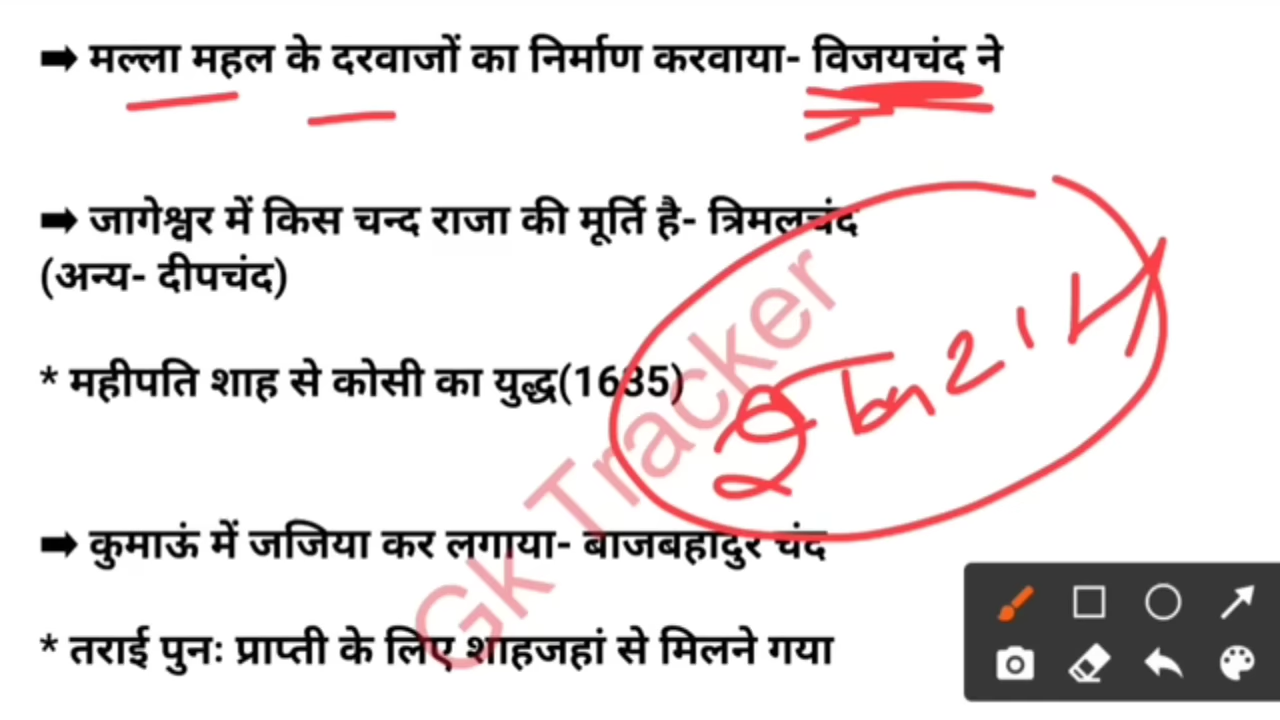 ➡ मल्ला महल के दरवाजों का निर्माण करवाया- विजयचंद ने
➡ जागेश्वर में किस चन्द राजा की मूर्ति है- त्रिमलचंद
(अन्य- दीपचंद)
* महीपति शाह से कोसी का युद्ध(1635)
➡ कुमाऊं में जजिया कर लगाया- बाजबहादुर चंद
* तराई पुनः प्राप्ती के लिए शाहजहां से मिलने गया
Gk Tracker